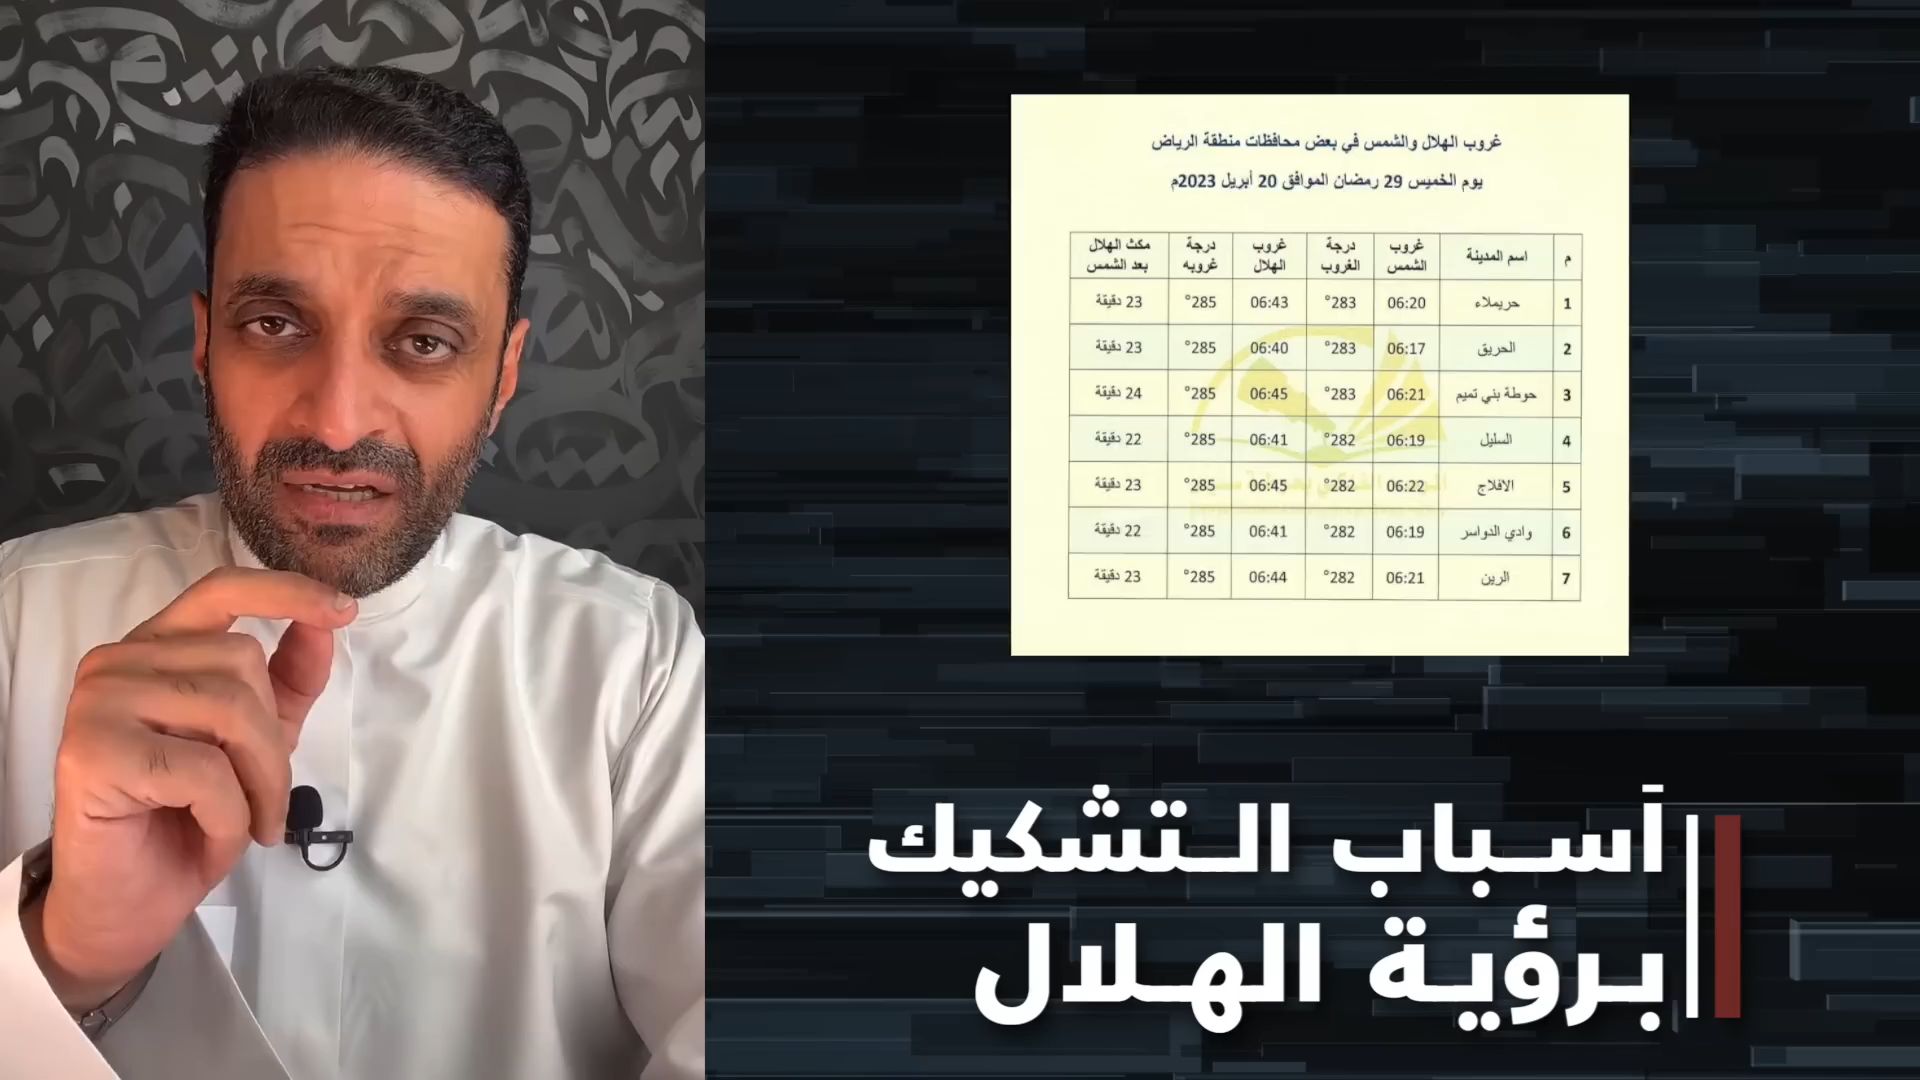 غروب الهلال والشمس في بعض محافظات منطقة الرياض
يوم الخميس 29 رمضان الموافق 20 أبريل 2023م
م اسم المدينة غروب الشمس درجة الغروب غروب الهلال درجة غروبه مكث الهلال بعد الشمس
1 حريملاء 06:20 283° 06:43 285° 23 دقيقة
2 الحريق 06:17 283° 06:40 285° 23 دقيقة
3 حوطة بني تميم 06:21 283° 06:45 285° 24 دقيقة
4 السليل 06:19 282° 06:41 285° 22 دقيقة
5 الافلاج 06:22 282° 06:45 285° 23 دقيقة
6 وادي الدواسر 06:19 282° 06:41 285° 22 دقيقة
7 الرين 06:21 282° 06:44 285° 23 دقيقة
أسباب التشكيك
برؤية الهلال